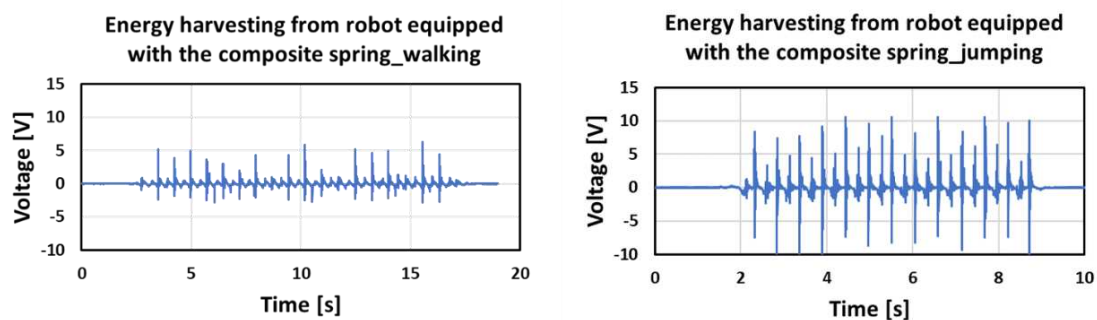 Energy harvesting from robot equipped
with the composite spring_walking
15
10
5
0
-5
-10
Voltage [V]
0
5
10
15
20
Time [s]
Energy harvesting from robot equipped
with the composite spring_jumping
15
10
5
0
-5
-10
Voltage [V]
0
2
4
6
8
10
Time [s]